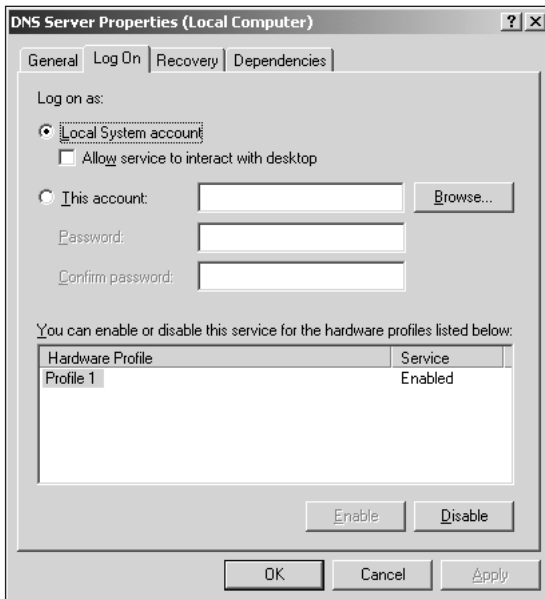 DNS Server Properties (Local Computer)
General Log On Recovery Dependencies
Log on as:
Local System account
Allow service to interact with desktop
This account:
Browse...
Password:
Confirm password:
You can enable or disable this service for the hardware profiles listed below:
Hardware Profile Service
Profile 1 Enabled
Enable Disable
OK Cancel Apply